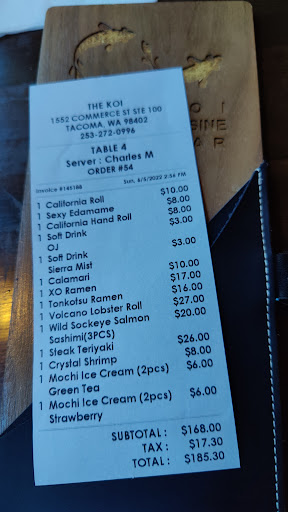 O I
SINE
A R
THE KOI
1552 COMMERCE ST STE 100
TACOMA, WA 98402
253-272-0996
TABLE 4
Server : Charles M
ORDER #54
Invoice #145188 Sun, 6/5/2022 2:56 PM
1 California Roll $10.00
1 Sexy Edamame $8.00
1 California Hand Roll $8.00
1 Soft Drink $3.00
OJ
1 Soft Drink $3.00
Sierra Mist
1 Calamari $10.00
1 XO Ramen $17.00
1 Tonkotsu Ramen $16.00
1 Volcano Lobster Roll $27.00
1 Wild Sockeye Salmon $20.00
Sashimi(3PCS)
1 Steak Teriyaki $26.00
1 Crystal Shrimp $8.00
1 Mochi Ice Cream (2pcs) $6.00
Green Tea
1 Mochi Ice Cream (2pcs) $6.00
Strawberry
SUBTOTAL : $168.00
TAX : $17.30
TOTAL : $185.30